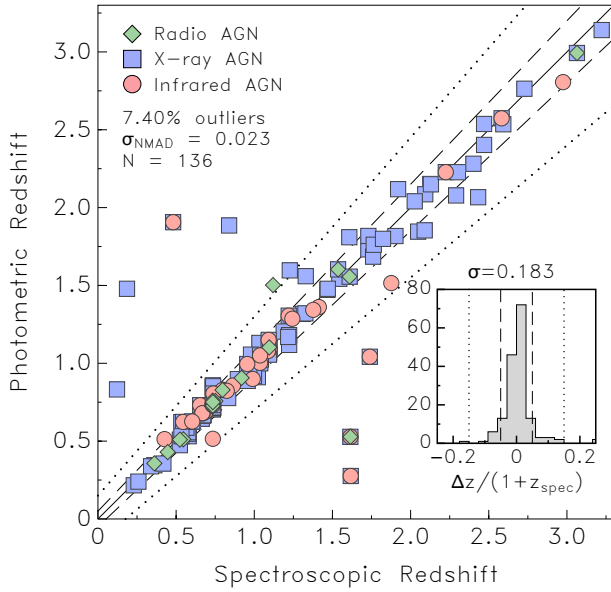 Radio AGN
X-ray AGN
Infrared AGN
7.40% outliers
σNMAD = 0.023
N = 136
Photometric Redshift
3.0
2.5
2.0
1.5
1.0
0.5
0
0
0.5
1.0
1.5
2.0
2.5
3.0
Spectroscopic Redshift
σ=0.183
80
60
40
20
0
-0.2
0
0.2
Δz/(1+zspec)